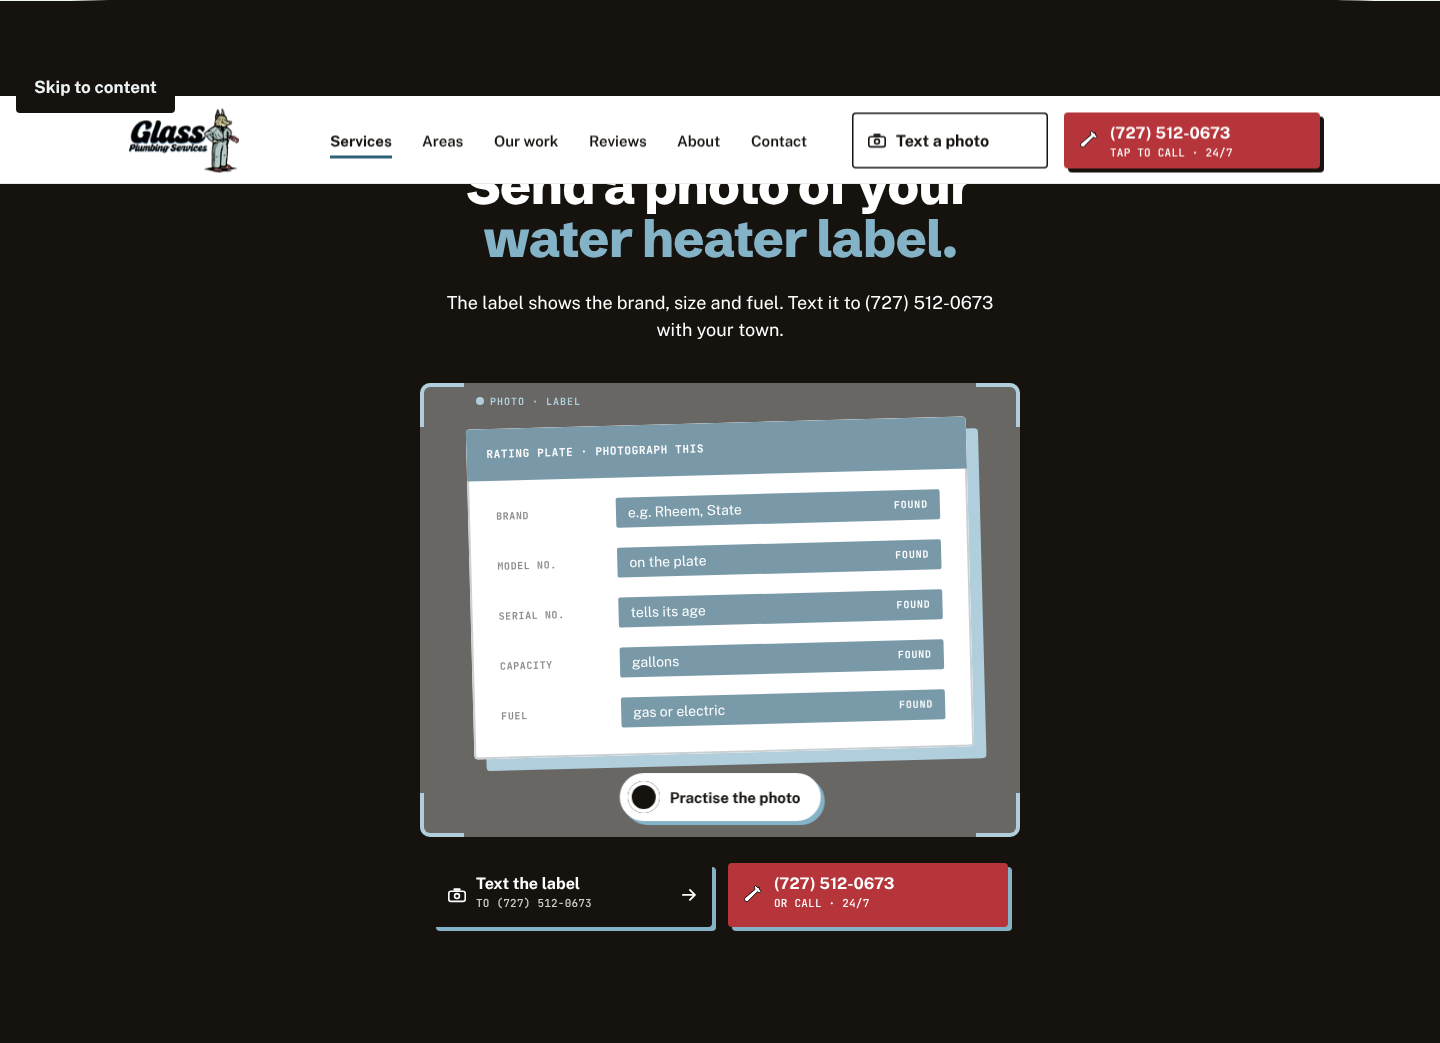 Skip to content
Glass
Plumbing Services
Services
Areas
Our work
Reviews
About
Contact
Text a photo
(727) 512-0673
TAP TO CALL · 24/7
Send a photo of your
water heater label.
The label shows the brand, size and fuel. Text it to (727) 512-0673
with your town.
PHOTO · LABEL
RATING PLATE · PHOTOGRAPH THIS
BRAND
e.g. Rheem, State
FOUND
MODEL NO.
on the plate
FOUND
SERIAL NO.
tells its age
FOUND
CAPACITY
gallons
FOUND
FUEL
gas or electric
FOUND
Practise the photo
Text the label
TO (727) 512-0673
(727) 512-0673
OR CALL · 24/7